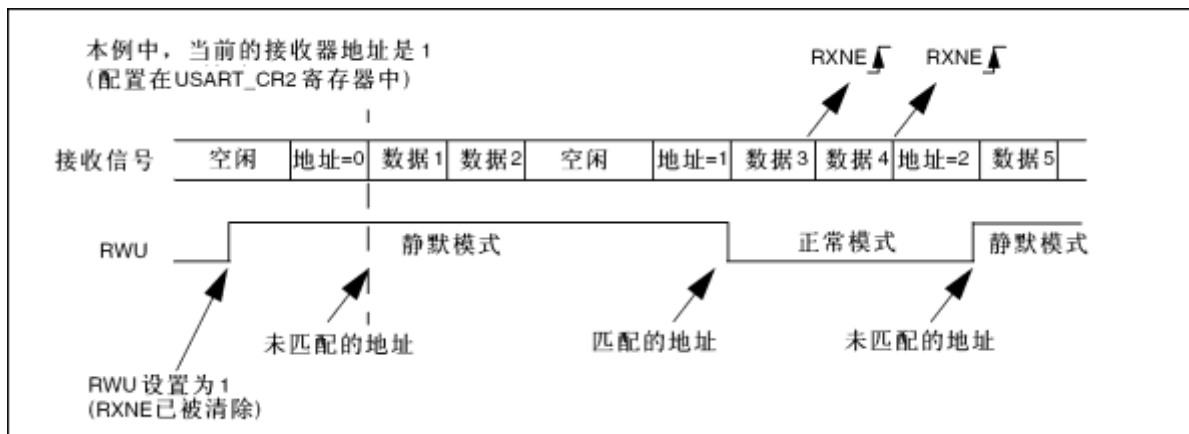 本例中，当前的接收器地址是1
(配置在USART_CR2寄存器中)
RXNE RXNE
接收信号 空闲 地址=0 数据1 数据2 空闲 地址=1 数据3 数据4 地址=2 数据5
RWU 静默模式 正常模式 静默模式
未匹配的地址 匹配的地址 未匹配的地址
RWU设置为1
(RXNE已被清除)